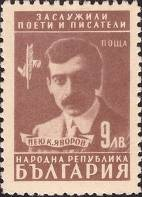 ЗАСЛУЖИЛИ
ПОЕТИ И ПИСАТЕЛИ
ПОЩА
ПЕЮ К. ЯВОРОВ
9 ЛВ.
НАРОДНА РЕПУБЛИКА
БЪЛГАРИЯ